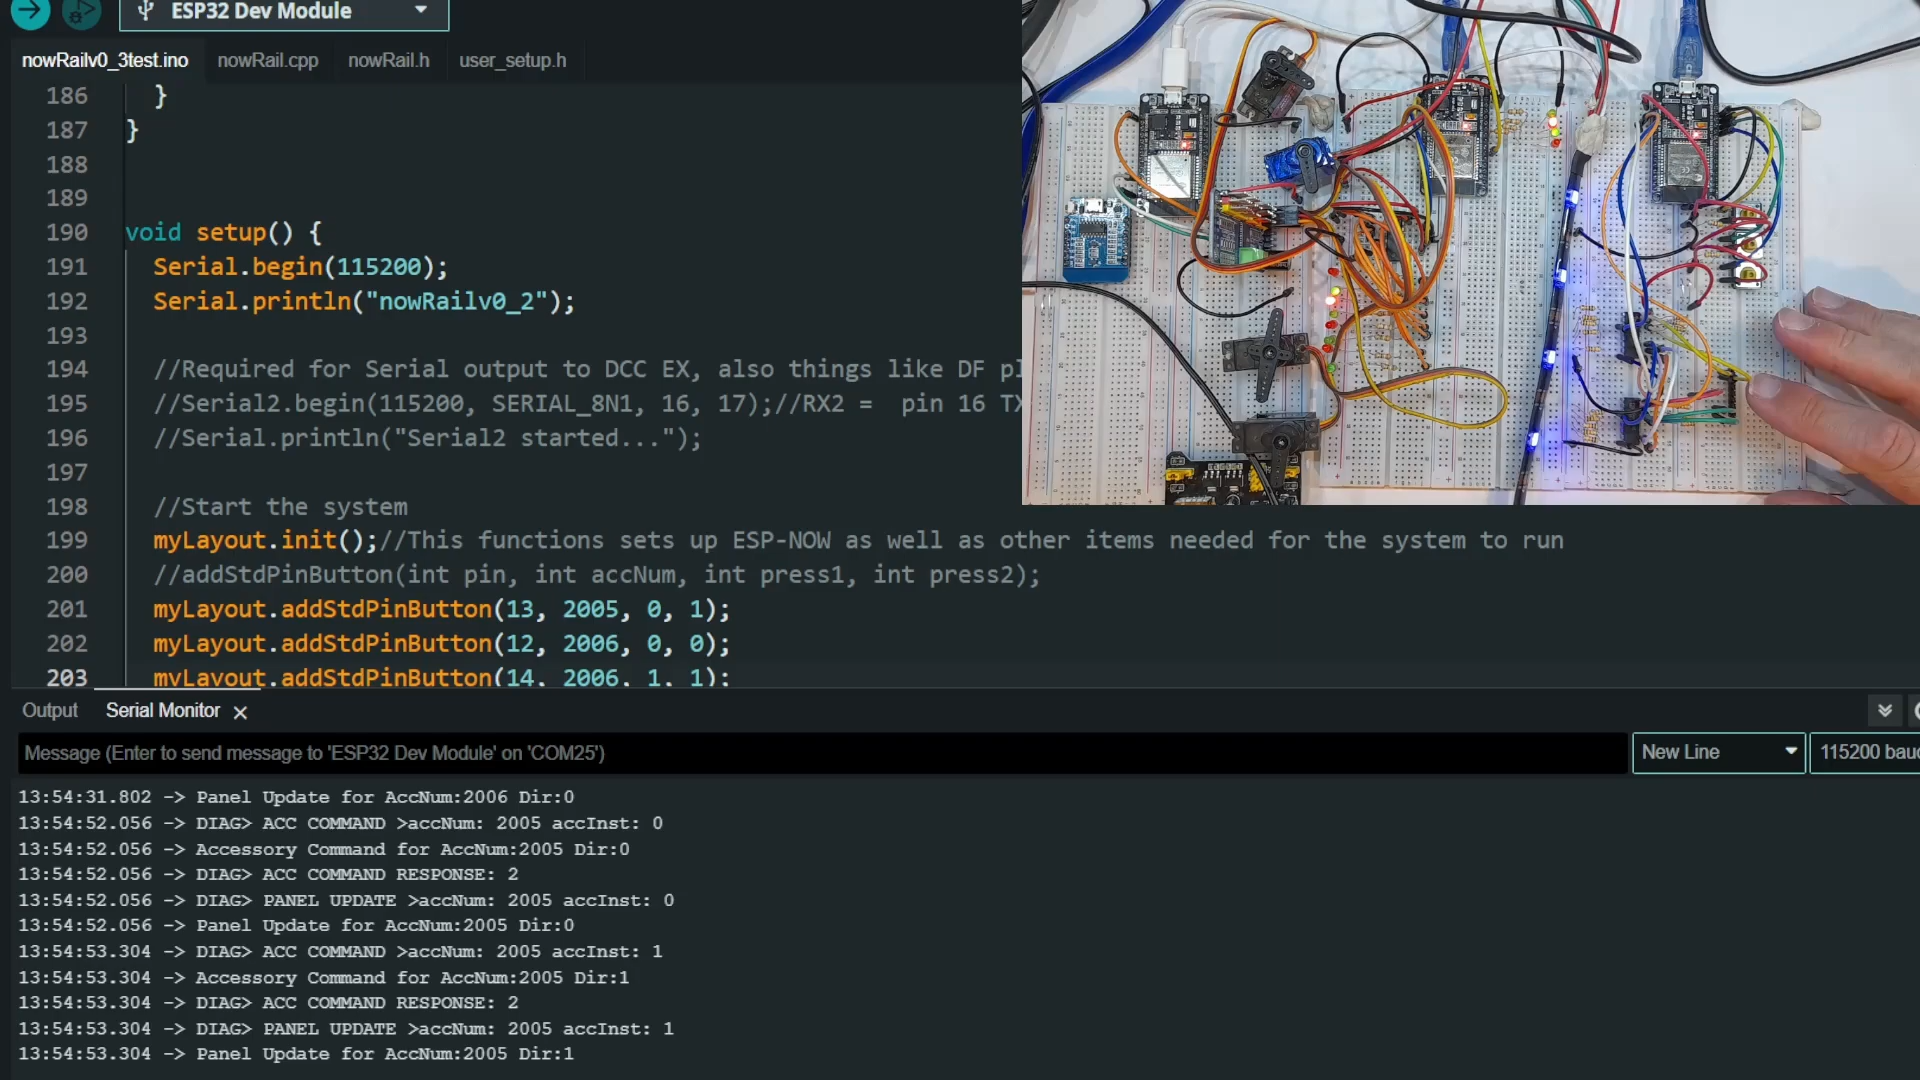 ESP32 Dev Module
nowRailv0_3test.ino
nowRail.cpp
nowRail.h
user_setup.h
186 }
187 }
188
189
190 void setup() {
191 Serial.begin(115200);
192 Serial.println("nowRailv0_2");
193
194 //Required for Serial output to DCC EX, also things like DF pl
195 //Serial2.begin(115200, SERIAL_8N1, 16, 17);//RX2 = pin 16 TX
196 //Serial.println("Serial2 started...");
197
198 //Start the system
199 myLayout.init();//This functions sets up ESP-NOW as well as other items needed for the system to run
200 //addStdPinButton(int pin, int accNum, int press1, int press2);
201 myLayout.addStdPinButton(13, 2005, 0, 1);
202 myLayout.addStdPinButton(12, 2006, 0, 0);
203 myLayout.addStdPinButton(14, 2006, 1, 1);
Output
Serial Monitor
Message (Enter to send message to 'ESP32 Dev Module' on 'COM25')
New Line
115200 baud
13:54:31.802 -> Panel Update for AccNum:2006 Dir:0
13:54:52.056 -> DIAG> ACC COMMAND >accNum: 2005 accInst: 0
13:54:52.056 -> Accessory Command for AccNum:2005 Dir:0
13:54:52.056 -> DIAG> ACC COMMAND RESPONSE: 2
13:54:52.056 -> DIAG> PANEL UPDATE >accNum: 2005 accInst: 0
13:54:52.056 -> Panel Update for AccNum:2005 Dir:0
13:54:53.304 -> DIAG> ACC COMMAND >accNum: 2005 accInst: 1
13:54:53.304 -> Accessory Command for AccNum:2005 Dir:1
13:54:53.304 -> DIAG> ACC COMMAND RESPONSE: 2
13:54:53.304 -> DIAG> PANEL UPDATE >accNum: 2005 accInst: 1
13:54:53.304 -> Panel Update for AccNum:2005 Dir:1